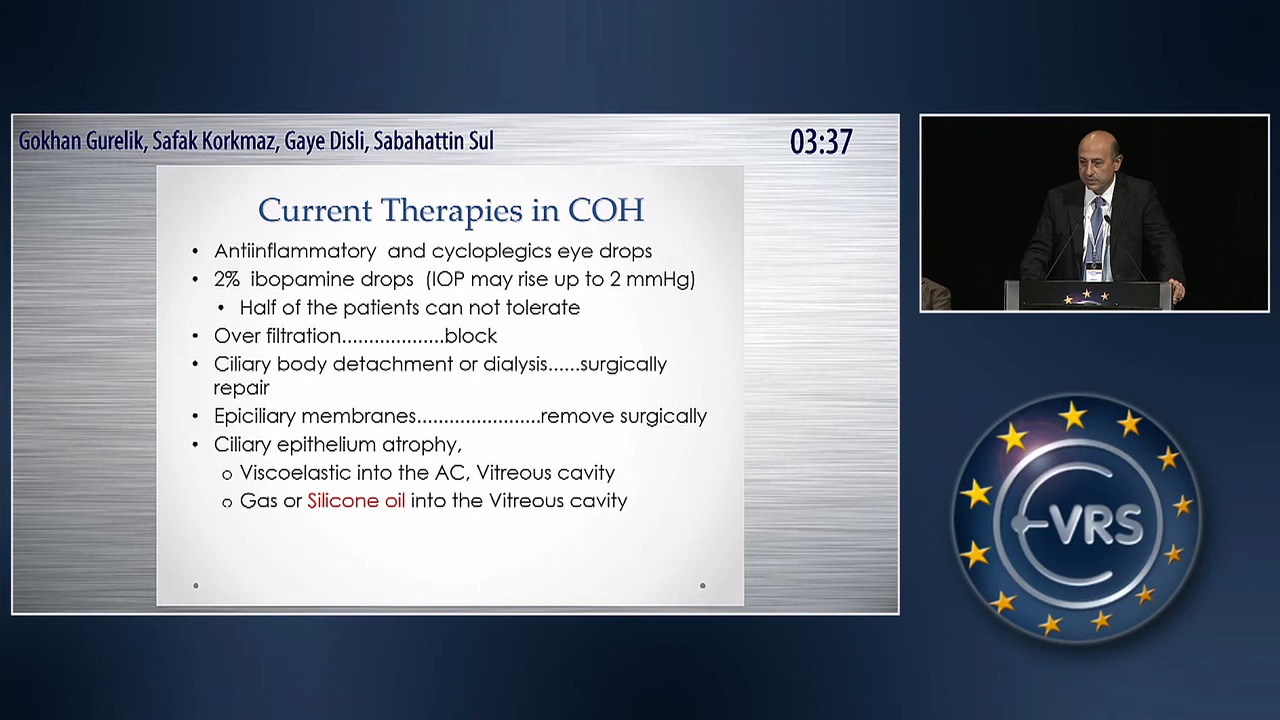 Gokhan Gurelik, Safak Korkmaz, Gaye Disli, Sabahattin Sul
03:37
Current Therapies in COH
• Antiinflammatory and cycloplegics eye drops
• 2% ibopamine drops (IOP may rise up to 2 mmHg)
• Half of the patients can not tolerate
• Over filtration...................block
• Ciliary body detachment or dialysis......surgically
repair
• Epiciliary membranes.......................remove surgically
• Ciliary epithelium atrophy,
o Viscoelastic into the AC, Vitreous cavity
o Gas or Silicone oil into the Vitreous cavity
EVRS